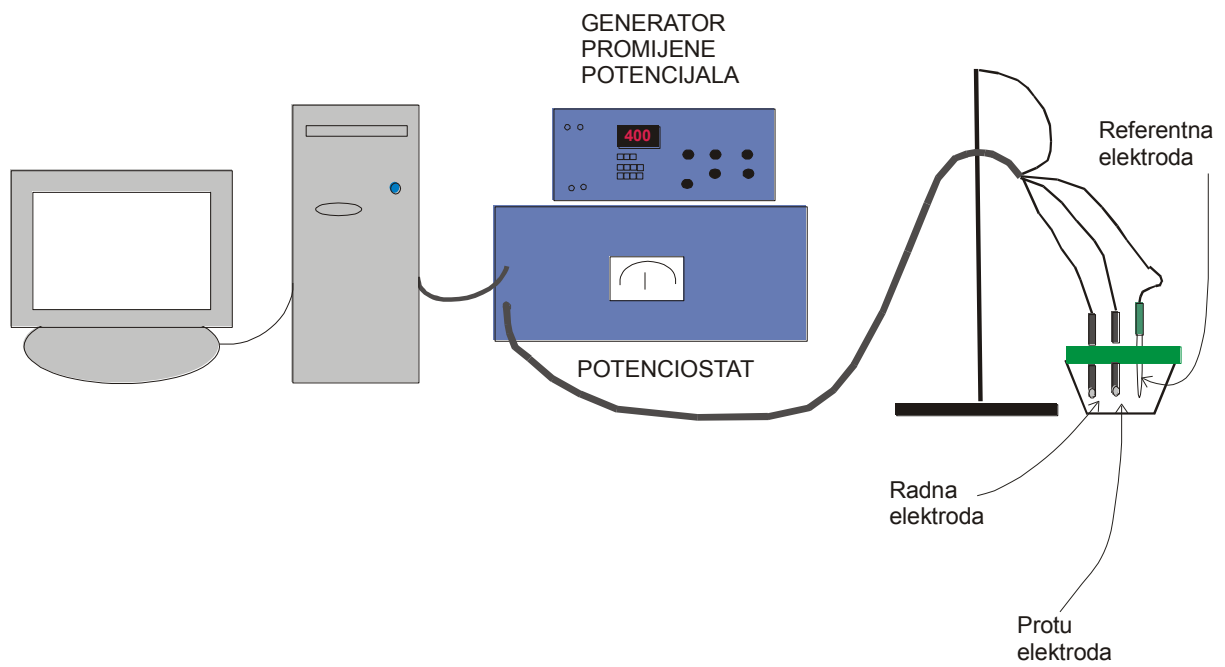 GENERATOR
PROMIJENE
POTENCIJALA
400
Referentna
elektroda
POTENCIOSTAT
Radna
elektroda
Protu
elektroda